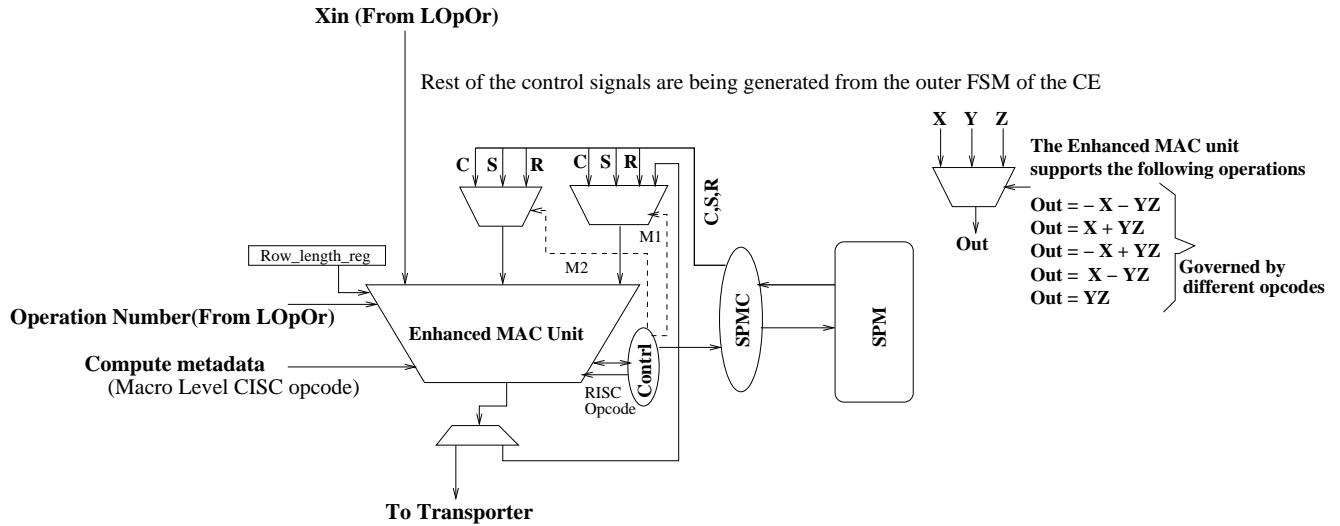 Xin (From LOpOr)
Rest of the control signals are being generated from the outer FSM of the CE
X Y Z
The Enhanced MAC unit
supports the following operations
Out = – X – YZ
Out = X + YZ
Out = – X + YZ
Out = X – YZ
Out = YZ
Governed by
different opcodes
Out
C S R
C S R
C,S,R
M1
M2
Row_length_reg
Operation Number(From LOpOr)
Enhanced MAC Unit
Compute metadata
(Macro Level CISC opcode)
Contrl
RISC
Opcode
SPMC
SPM
To Transporter